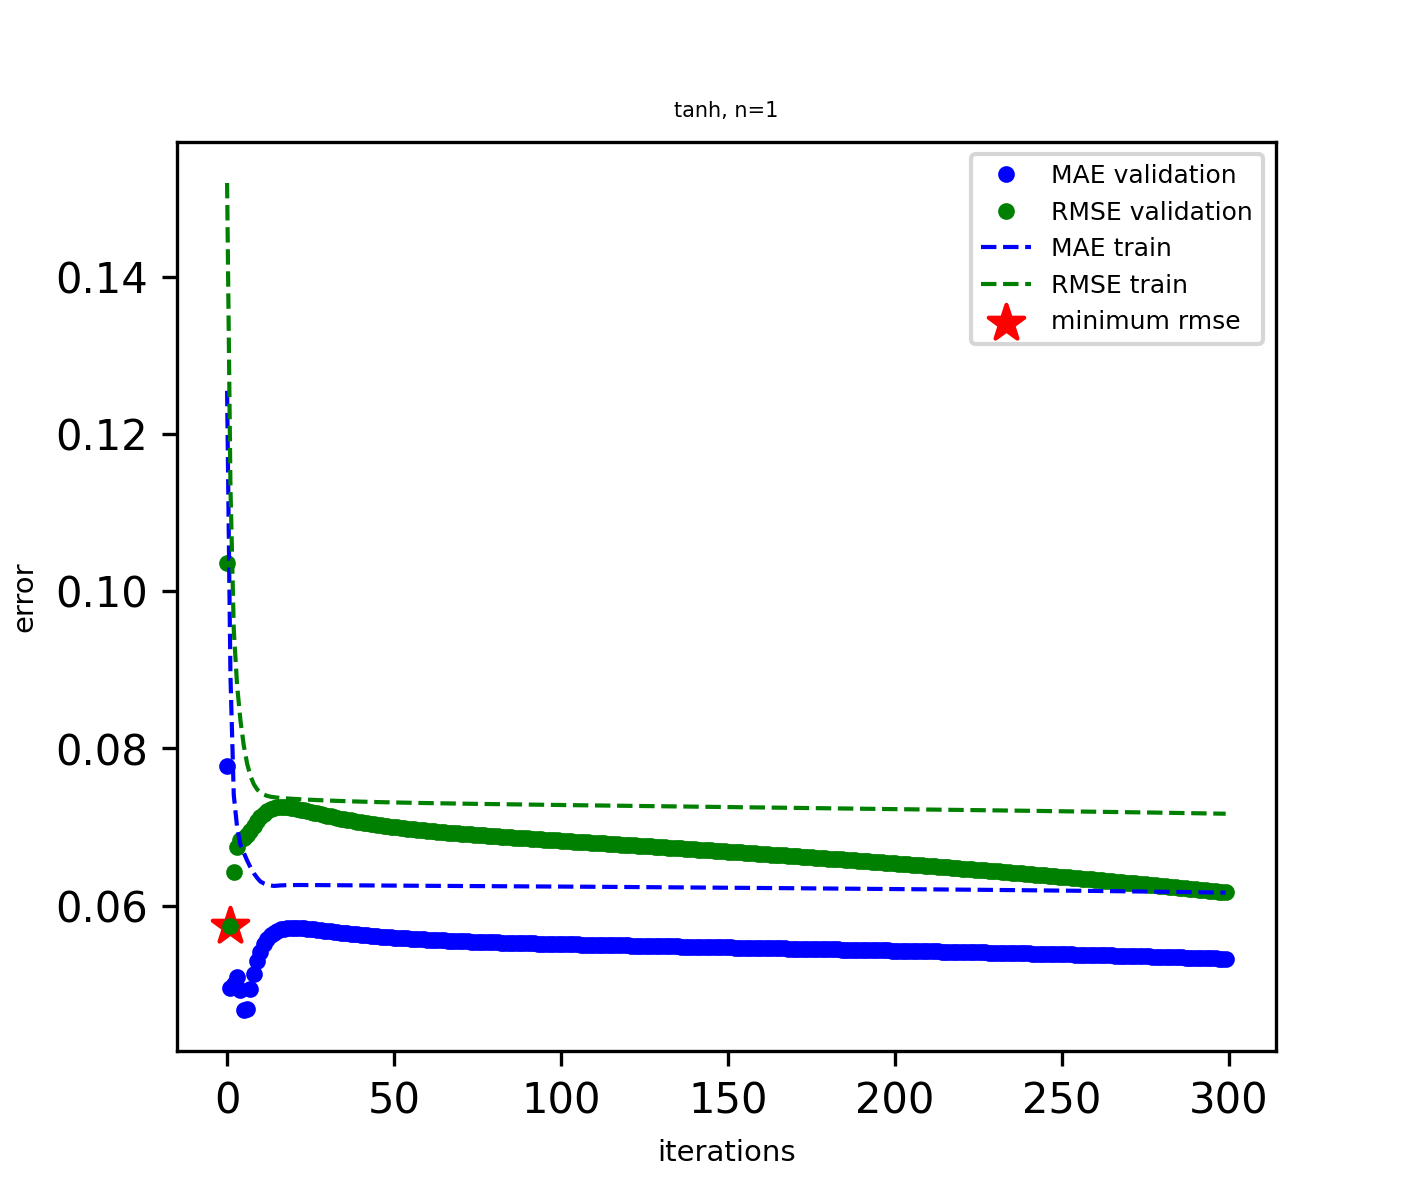 tanh, n=1
MAE validation
RMSE validation
MAE train
RMSE train
minimum rmse
error
0.14
0.12
0.10
0.08
0.06
0 50 100 150 200 250 300
iterations